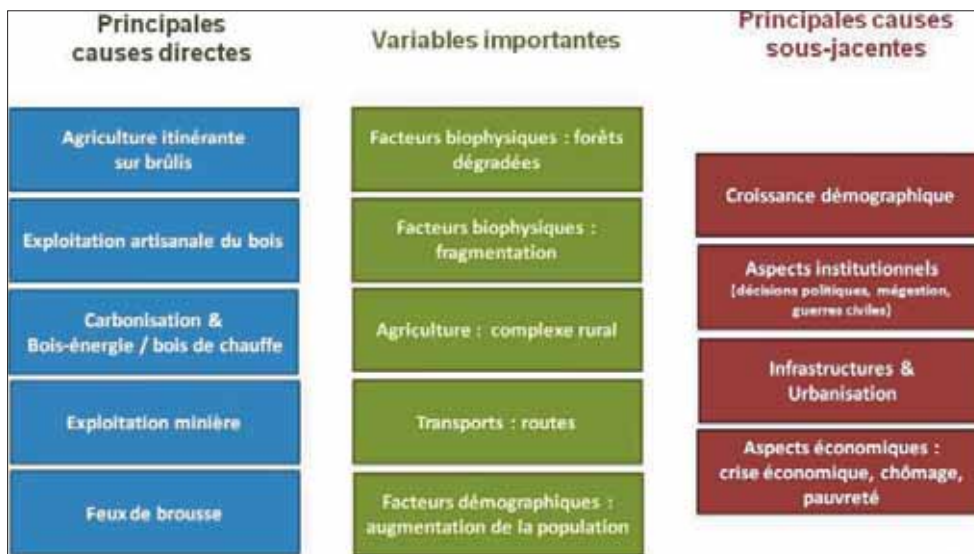 Principales
causes directes
Agriculture itinérante
sur brûlis
Exploitation artisanale du bois
Carbonisation &
Bois-énergie / bois de chauffe
Exploitation minière
Feux de brousse
Variables importantes
Facteurs biophysiques : forêts
dégradées
Facteurs biophysiques :
fragmentation
Agriculture : complexe rural
Transports : routes
Facteurs démographiques :
augmentation de la population
Principales causes
sous-jacentes
Croissance démographique
Aspects institutionnels
(décisions politiques, mégestion,
guerres civiles)
Infrastructures &
Urbanisation
Aspects économiques :
crise économique, chômage,
pauvreté